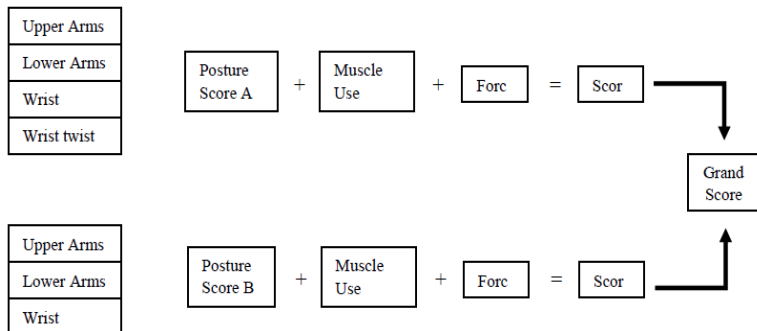 Upper Arms
Lower Arms
Wrist
Wrist twist
Posture
Score A
+
Muscle
Use
+
Forc
=
Scor
Grand
Score
Upper Arms
Lower Arms
Wrist
Posture
Score B
+
Muscle
Use
+
Forc
=
Scor